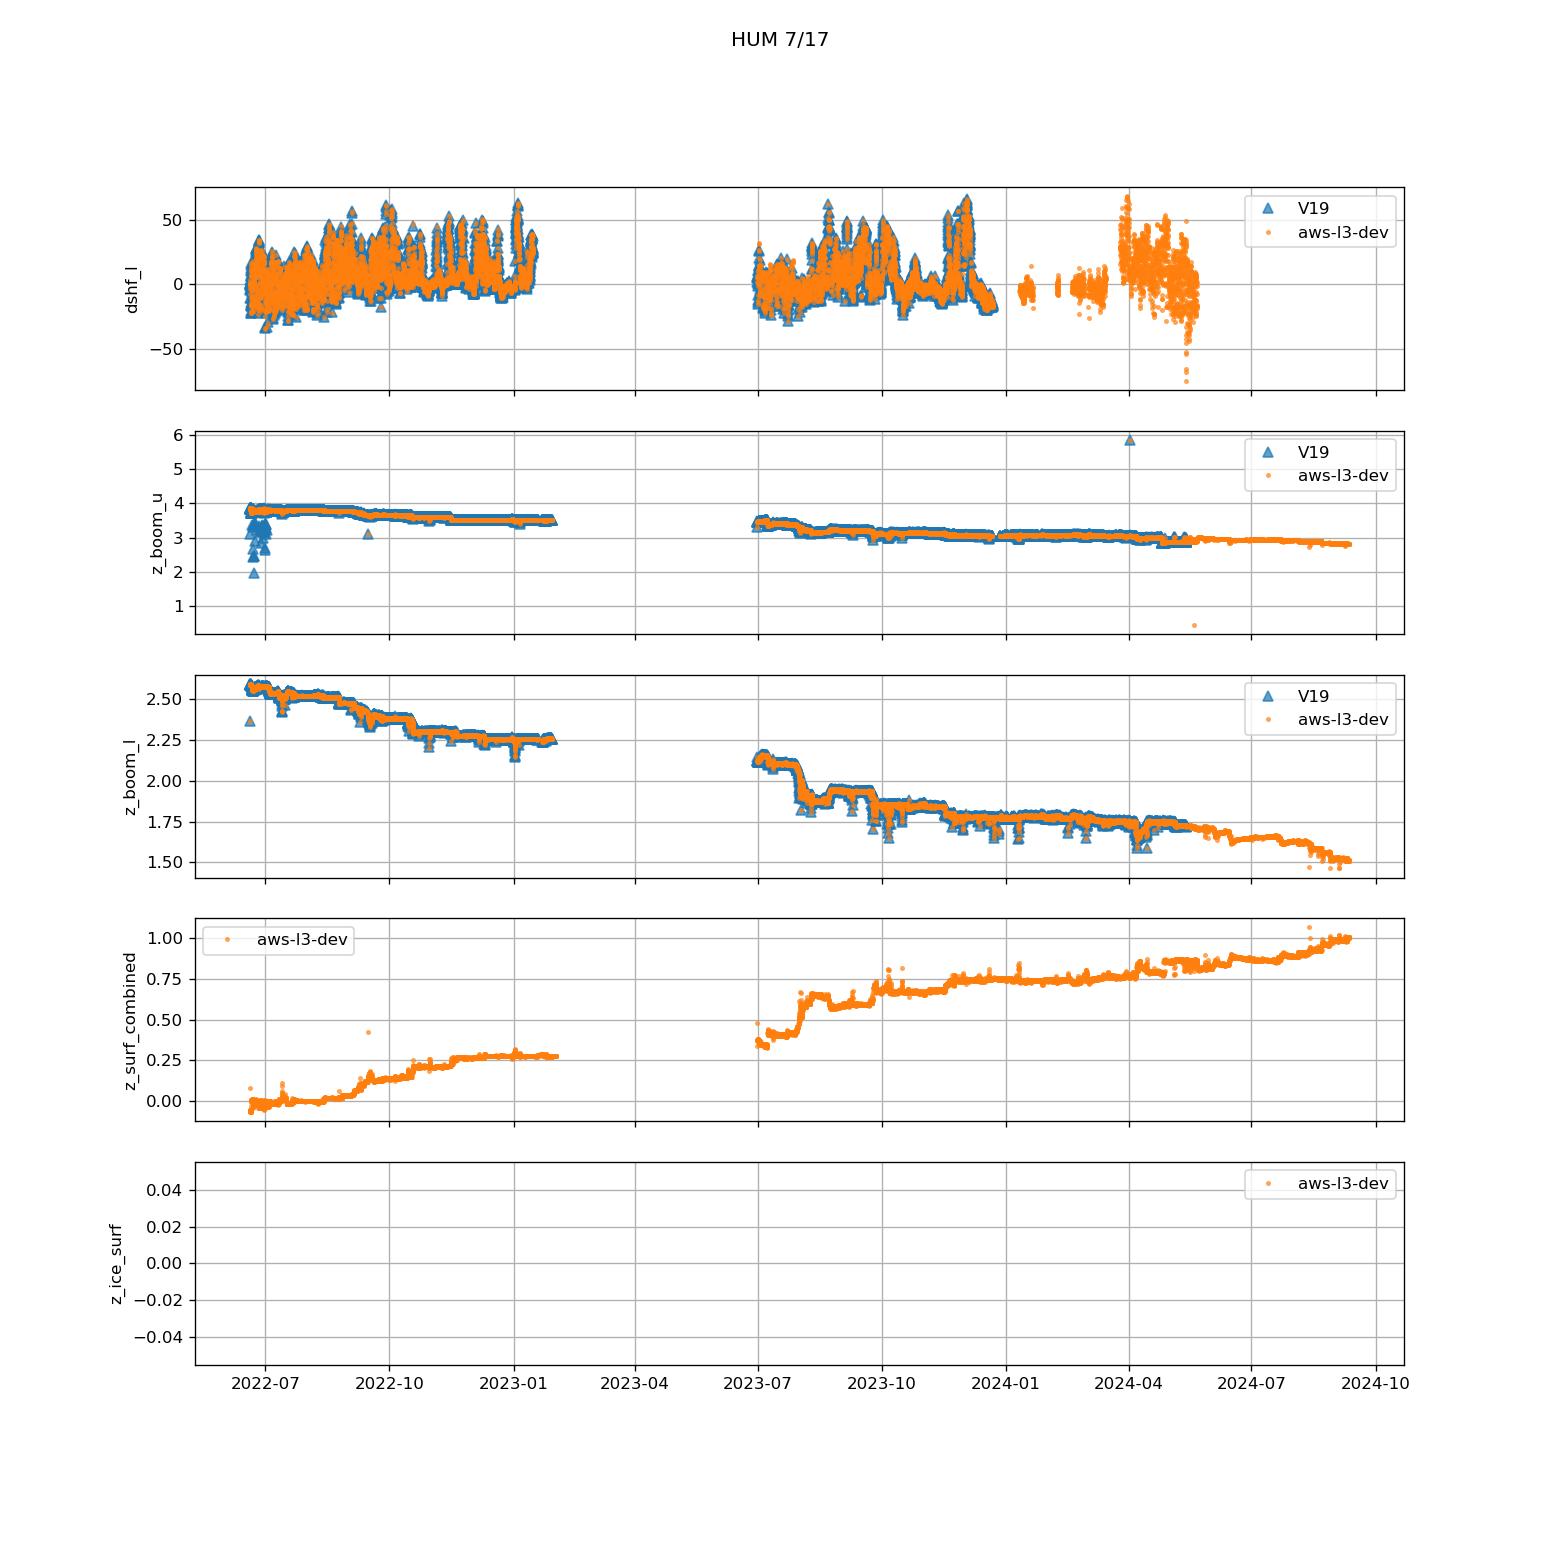 HUM 7/17
dshf_l
50
0
−50
V19
aws-l3-dev
z_boom_u
6
5
4
3
2
1
V19
aws-l3-dev
z_boom_l
2.50
2.25
2.00
1.75
1.50
V19
aws-l3-dev
z_surf_combined
1.00
0.75
0.50
0.25
0.00
aws-l3-dev
z_ice_surf
0.04
0.02
0.00
−0.02
−0.04
aws-l3-dev
2022-07 2022-10 2023-01 2023-04 2023-07 2023-10 2024-01 2024-04 2024-07 2024-10